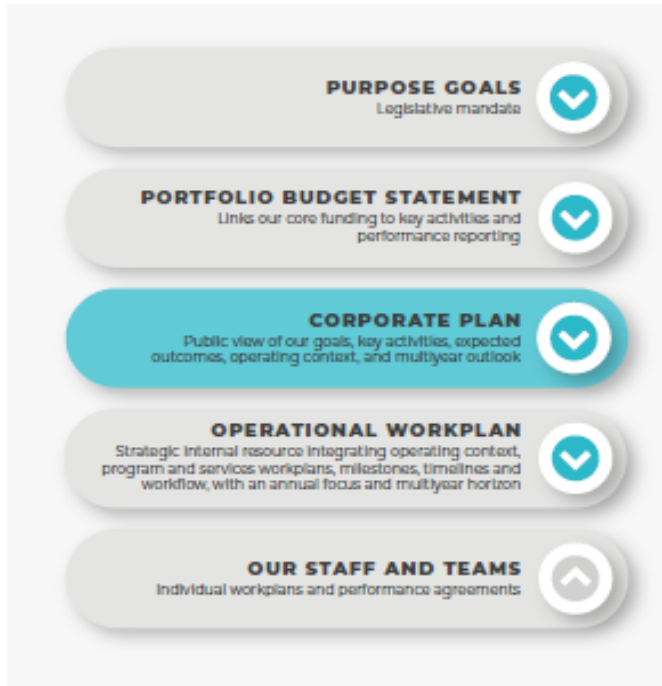 PURPOSE GOALS
Legislative mandate
PORTFOLIO BUDGET STATEMENT
Links our core funding to key activities and
performance reporting
CORPORATE PLAN
Public view of our goals, key activities, expected
outcomes, operating context, and multiyear outlook
OPERATIONAL WORKPLAN
Strategic internal resource integrating operating context,
program and services workplans, milestones, timelines and
workflow, with an annual focus and multiyear horizon
OUR STAFF AND TEAMS
Individual workplans and performance agreements